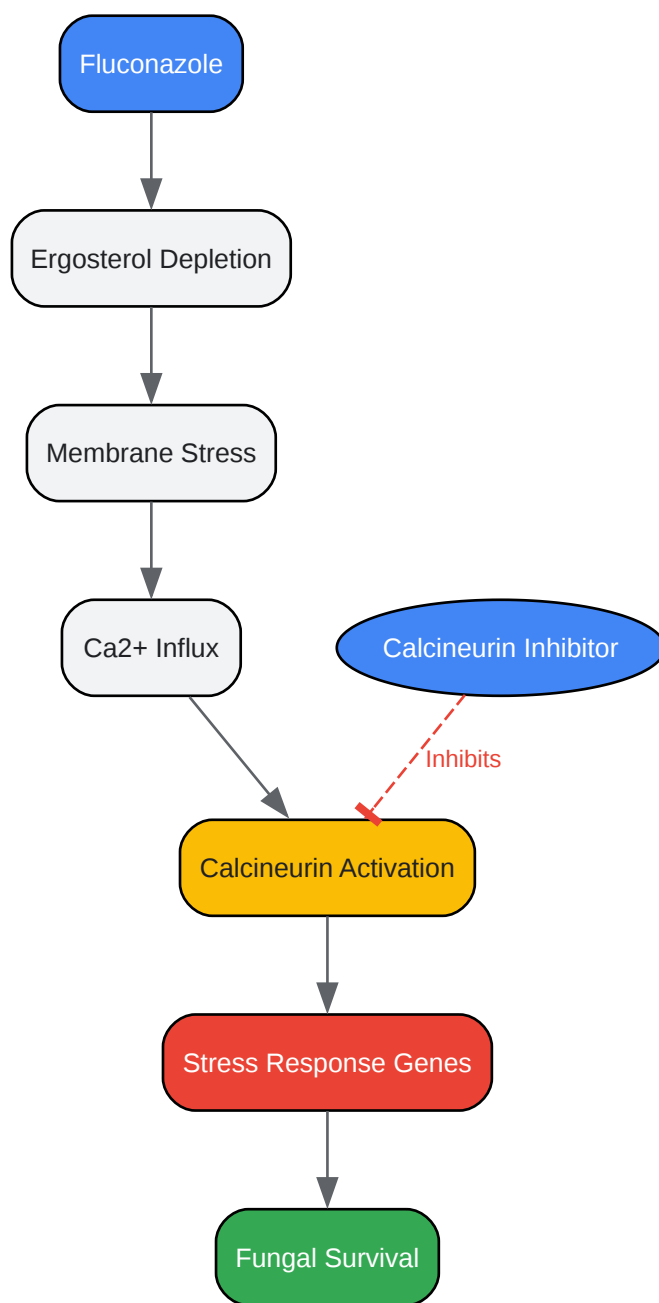 Fluconazole
Ergosterol Depletion
Membrane Stress
Ca2+ Influx
Calcineurin Inhibitor
Inhibits
Calcineurin Activation
Stress Response Genes
Fungal Survival